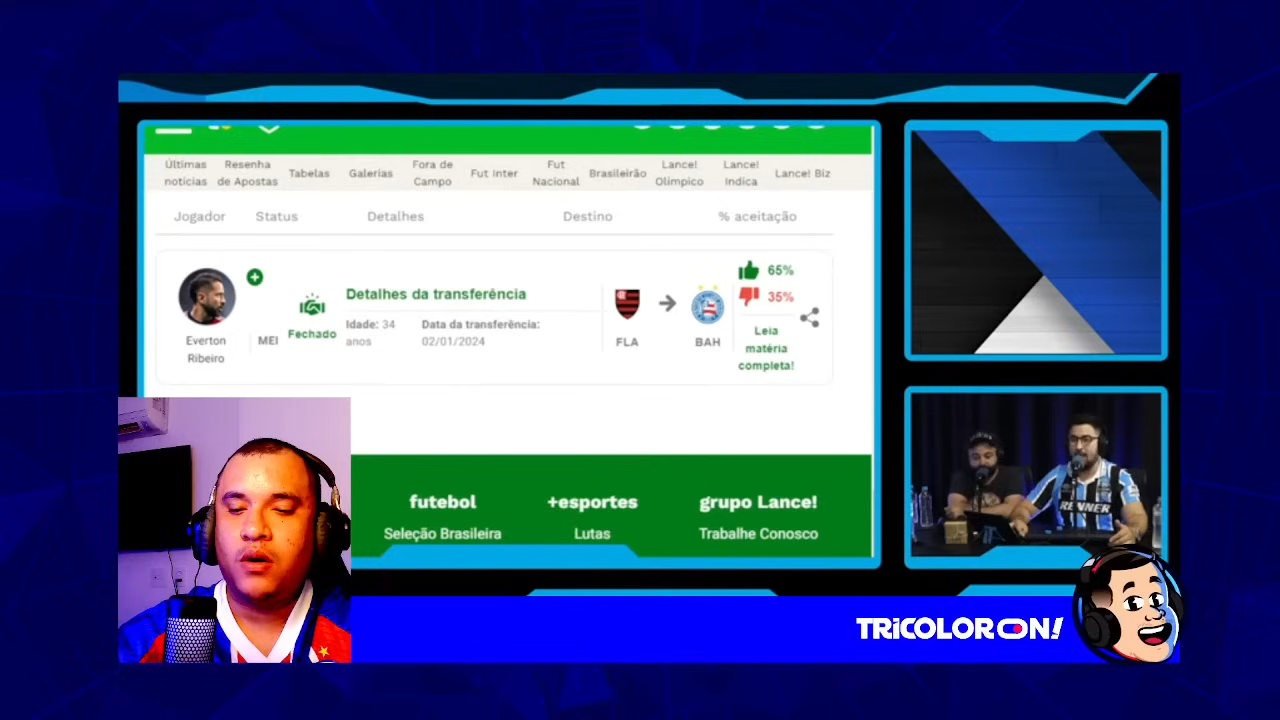 Últimas notícias
Resenha de Apostas
Tabelas
Galerias
Fora de Campo
Fut Inter
Fut Nacional
Brasileirão
Lance! Olímpico
Lance! Indica
Lance! Biz
Jogador
Status
Detalhes
Destino
% aceitação
Everton Ribeiro
MEI
Fechado
Detalhes da transferência
Idade: 34 anos
Data da transferência: 02/01/2024
FLA
BAH
65%
35%
Leia matéria completa!
futebol
+esportes
grupo Lance!
Seleção Brasileira
Lutas
Trabalhe Conosco
RENNER
TRiCOLOR ON!